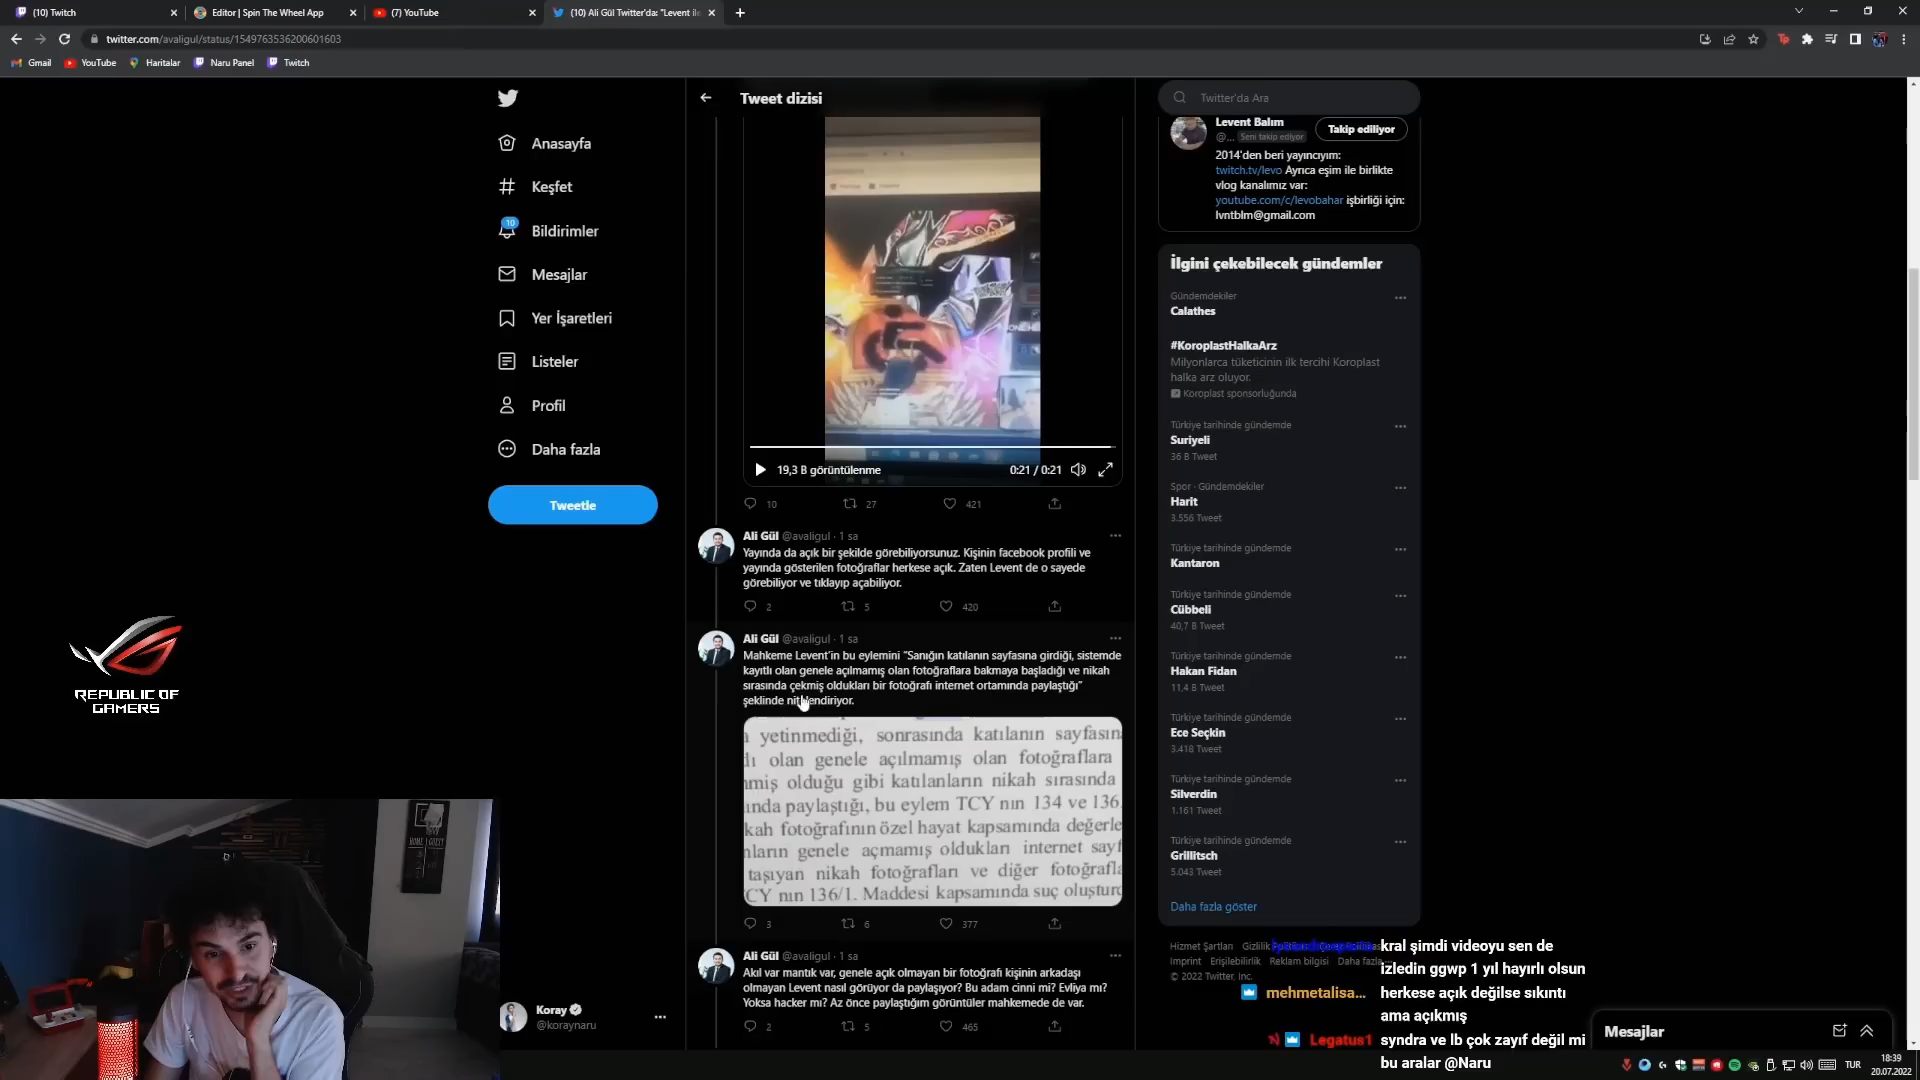 (10) Twitch
Editor | Spin The Wheel App
(7) YouTube
(10) Ali Gül Twitter'da: "Levent ile
twitter.com/avaligul/status/1549763536200601603
Gmail
YouTube
Haritalar
Naru Panel
Twitch
Anasayfa
Keşfet
10
Bildirimler
Mesajlar
Yer İşaretleri
Listeler
Profil
Daha fazla
Tweetle
Koray
@koraynaru
REPUBLIC OF
GAMERS
Tweet dizisi
19,3 B görüntülenme
0:21 / 0:21
10
27
421
Ali Gül @avaligul · 1 sa
Yayında da açık bir şekilde görebiliyorsunuz. Kişinin facebook profili ve
yayında gösterilen fotoğraflar herkese açık. Zaten Levent de o sayede
görebiliyor ve tıklayıp açabiliyor.
2
5
420
Ali Gül @avaligul · 1 sa
Mahkeme Levent'in bu eylemini "Sanığın katılanın sayfasına girdiği, sistemde
kayıtlı olan genele açılmamış olan fotoğraflara bakmaya başladığı ve nikah
sırasında çekmiş oldukları bir fotoğrafı internet ortamında paylaştığı"
şeklinde nitelendiriyor.
a yetinmediği, sonrasında katılanın sayfasın
dı olan genele açılmamış olan fotoğraflara
miş olduğu gibi katılanların nikah sırasında
ında paylaştığı, bu eylem TCY nın 134 ve 136.
kah fotoğrafının özel hayat kapsamında değerle
nların genele açmamış oldukları internet sayf
taşıyan nikah fotoğrafları ve diğer fotoğrafla
CY nın 136/1. Maddesi kapsamında suç oluşturd
3
6
377
Ali Gül @avaligul · 1 sa
Akıl var mantık var, genele açık olmayan bir fotoğrafı kişinin arkadaşı
olmayan Levent nasıl görüyor da paylaşıyor? Bu adam cinni mi? Evliya mı?
Yoksa hacker mı? Az önce paylaştığım görüntüler mahkemede de var.
2
5
465
Twitter'da Ara
Levent Balım
@... Seni takip ediyor
Takip ediliyor
2014'den beri yayıncıyım:
twitch.tv/levo Ayrıca eşim ile birlikte
vlog kanalımız var:
youtube.com/c/levobahar işbirliği için:
lvntblm@gmail.com
İlgini çekebilecek gündemler
Gündemdekiler
Calathes
#KoroplastHalkaArz
Milyonlarca tüketicinin ilk tercihi Koroplast
halka arz oluyor.
Koroplast sponsorluğunda
Türkiye tarihinde gündemde
Suriyeli
36 B Tweet
Spor · Gündemdekiler
Harit
3.556 Tweet
Türkiye tarihinde gündemde
Kantaron
Türkiye tarihinde gündemde
Cübbeli
40,7 B Tweet
Türkiye tarihinde gündemde
Hakan Fidan
11,4 B Tweet
Türkiye tarihinde gündemde
Ece Seçkin
3.418 Tweet
Türkiye tarihinde gündemde
Silverdin
1.161 Tweet
Türkiye tarihinde gündemde
Grillitsch
5.043 Tweet
Daha fazla göster
Hizmet Şartları Gizlilik
Imprint Erişilebilirlik Reklam bilgisi Daha fazla
© 2022 Twitter, Inc.
kral şimdi videoyu sen de
izledin ggwp 1 yıl hayırlı olsun
mehmetalisa... herkese açık değilse sıkıntı
ama açıkmış
Legatus1 syndra ve lb çok zayıf değil mi
bu aralar @Naru
Mesajlar
TUR
18:39
20.07.2022